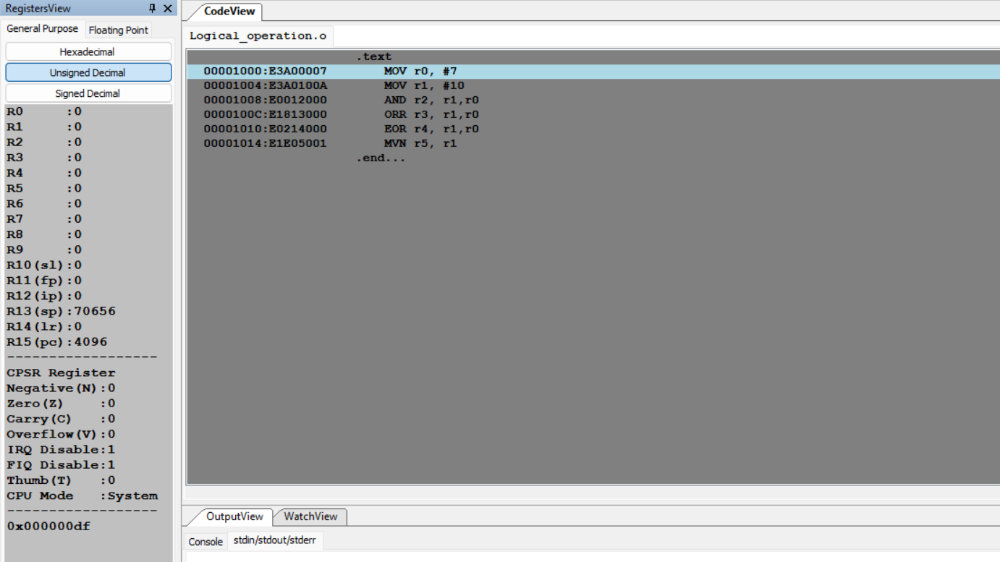 RegistersView
General Purpose Floating Point
Hexadecimal
Unsigned Decimal
Signed Decimal
R0 :0
R1 :0
R2 :0
R3 :0
R4 :0
R5 :0
R6 :0
R7 :0
R8 :0
R9 :0
R10(sl):0
R11(fp):0
R12(ip):0
R13(sp):70656
R14(lr):0
R15(pc):4096
------------------
CPSR Register
Negative(N):0
Zero(Z) :0
Carry(C) :0
Overflow(V):0
IRQ Disable:1
FIQ Disable:1
Thumb(T) :0
CPU Mode :System
------------------
0x000000df
CodeView
Logical_operation.o
.text
00001000:E3A00007 MOV r0, #7
00001004:E3A0100A MOV r1, #10
00001008:E0012000 AND r2, r1,r0
0000100C:E1813000 ORR r3, r1,r0
00001010:E0214000 EOR r4, r1,r0
00001014:E1E05001 MVN r5, r1
.end...
OutputView WatchView
Console stdin/stdout/stderr